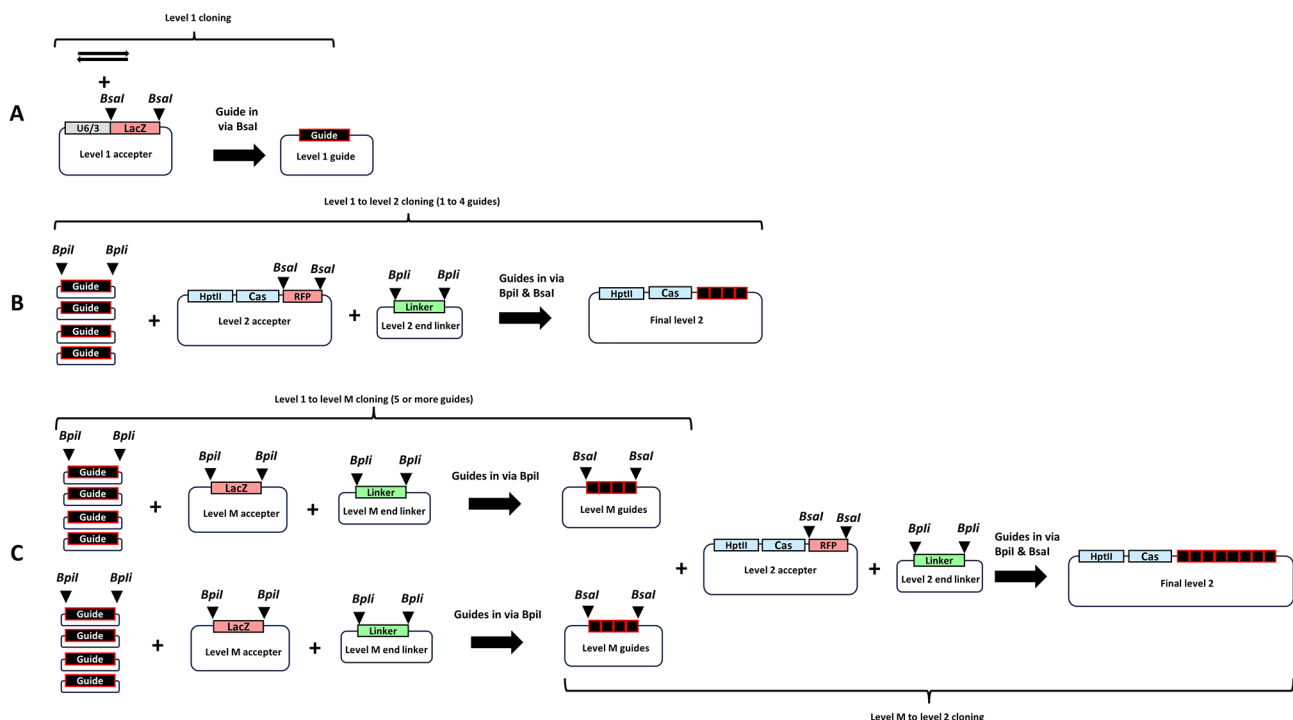 Level 1 cloning
+
BsaI BsaI
A
U6/3 LacZ
Level 1 accepter
Guide in
via BsaI
Guide
Level 1 guide
Level 1 to level 2 cloning (1 to 4 guides)
BpiI BpIi
B
Guide
Guide
Guide
Guide
+
BsaI BsaI
HptII Cas RFP
Level 2 accepter
+
BpIi BpIi
Linker
Level 2 end linker
Guides in via
BpiI & BsaI
HptII Cas
Final level 2
Level 1 to level M cloning (5 or more guides)
C
BpiI BpIi
Guide
Guide
Guide
Guide
+
BpiI BpiI
LacZ
Level M accepter
+
BpIi BpIi
Linker
Level M end linker
Guides in via BpiI
BsaI BsaI
Level M guides
BpiI BpIi
Guide
Guide
Guide
Guide
+
BpiI BpiI
LacZ
Level M accepter
+
BpIi BpIi
Linker
Level M end linker
Guides in via BpiI
BsaI BsaI
Level M guides
+
BsaI BsaI
HptII Cas RFP
Level 2 accepter
+
BpIi BpIi
Linker
Level 2 end linker
Guides in via
BpiI & BsaI
HptII Cas
Final level 2
Level M to level 2 cloning